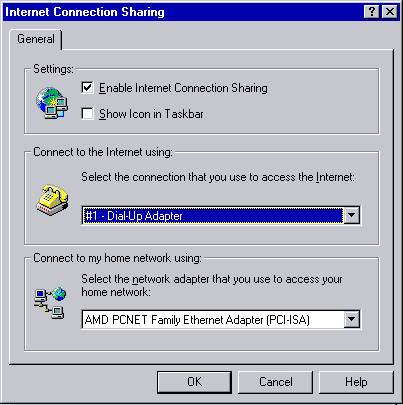 Internet Connection Sharing
General
Settings:
Enable Internet Connection Sharing
Show Icon in Taskbar
Connect to the Internet using:
Select the connection that you use to access the Internet:
#1 - Dial-Up Adapter
Connect to my home network using:
Select the network adapter that you use to access your
home network:
AMD PCNET Family Ethernet Adapter (PCI-ISA)
OK
Cancel
Help